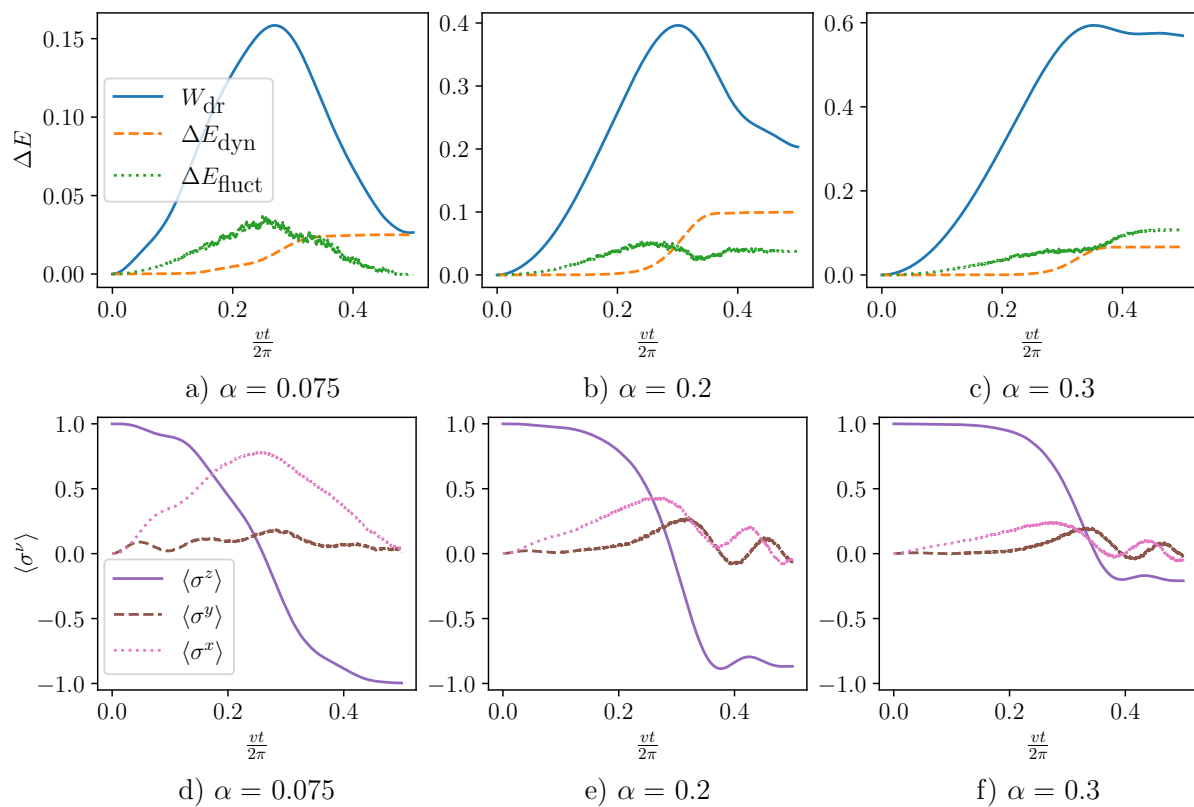 0.15
0.10
0.05
0.00
ΔE
W_dr
ΔE_dyn
ΔE_fluct
0.0 0.2 0.4
vt/2π
a) α = 0.075
0.4
0.3
0.2
0.1
0.0
0.0 0.2 0.4
vt/2π
b) α = 0.2
0.6
0.4
0.2
0.0
0.0 0.2 0.4
vt/2π
c) α = 0.3
1.0
0.5
0.0
−0.5
−1.0
⟨σ^ν⟩
⟨σ^z⟩
⟨σ^y⟩
⟨σ^x⟩
0.0 0.2 0.4
vt/2π
d) α = 0.075
1.0
0.5
0.0
−0.5
−1.0
0.0 0.2 0.4
vt/2π
e) α = 0.2
1.0
0.5
0.0
−0.5
−1.0
0.0 0.2 0.4
vt/2π
f) α = 0.3